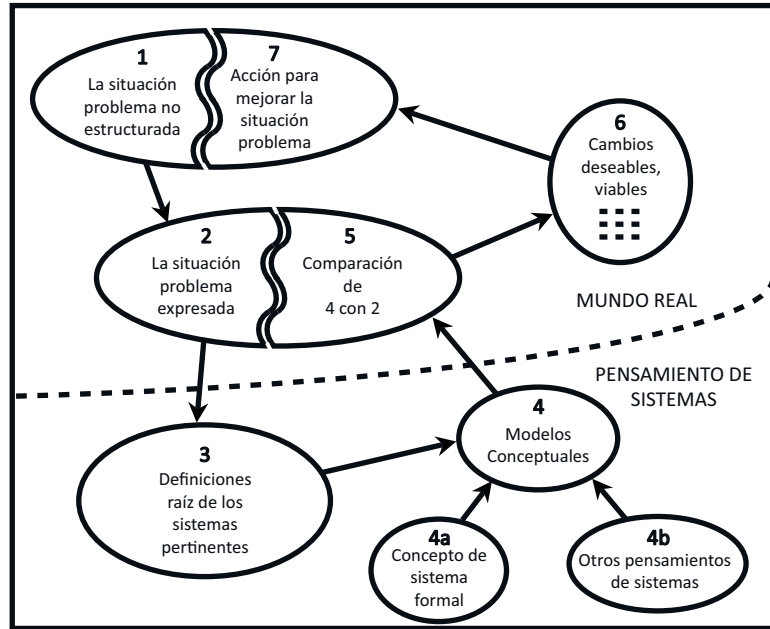 1
La situación
problema no
estructurada
7
Acción para
mejorar la
situación
problema
6
Cambios
deseables,
viables
2
La situación
problema
expresada
5
Comparación
de
4 con 2
MUNDO REAL
PENSAMIENTO DE
SISTEMAS
3
Definiciones
raíz de los
sistemas
pertinentes
4
Modelos
Conceptuales
4a
Concepto de
sistema
formal
4b
Otros pensamientos
de sistemas